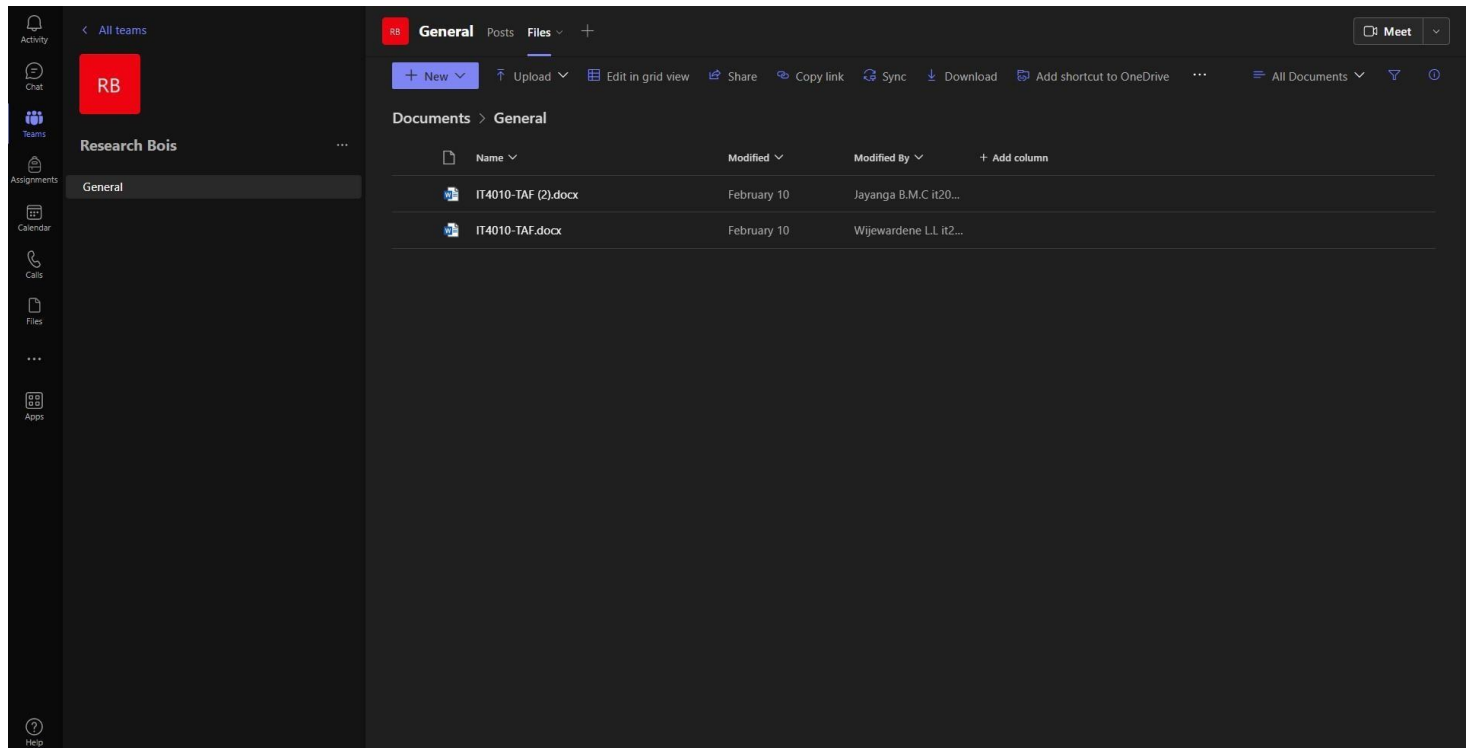 Activity
Chat
Teams
Assignments
Calendar
Calls
Files
...
Apps
Help
< All teams
RB
Research Bois ...
General
RB General Posts Files +
Meet
+ New Upload Edit in grid view Share Copy link Sync Download Add shortcut to OneDrive ... All Documents
Documents > General
Name Modified Modified By + Add column
IT4010-TAF (2).docx February 10 Jayanga B.M.C it20...
IT4010-TAF.docx February 10 Wijewardene L.L it2...